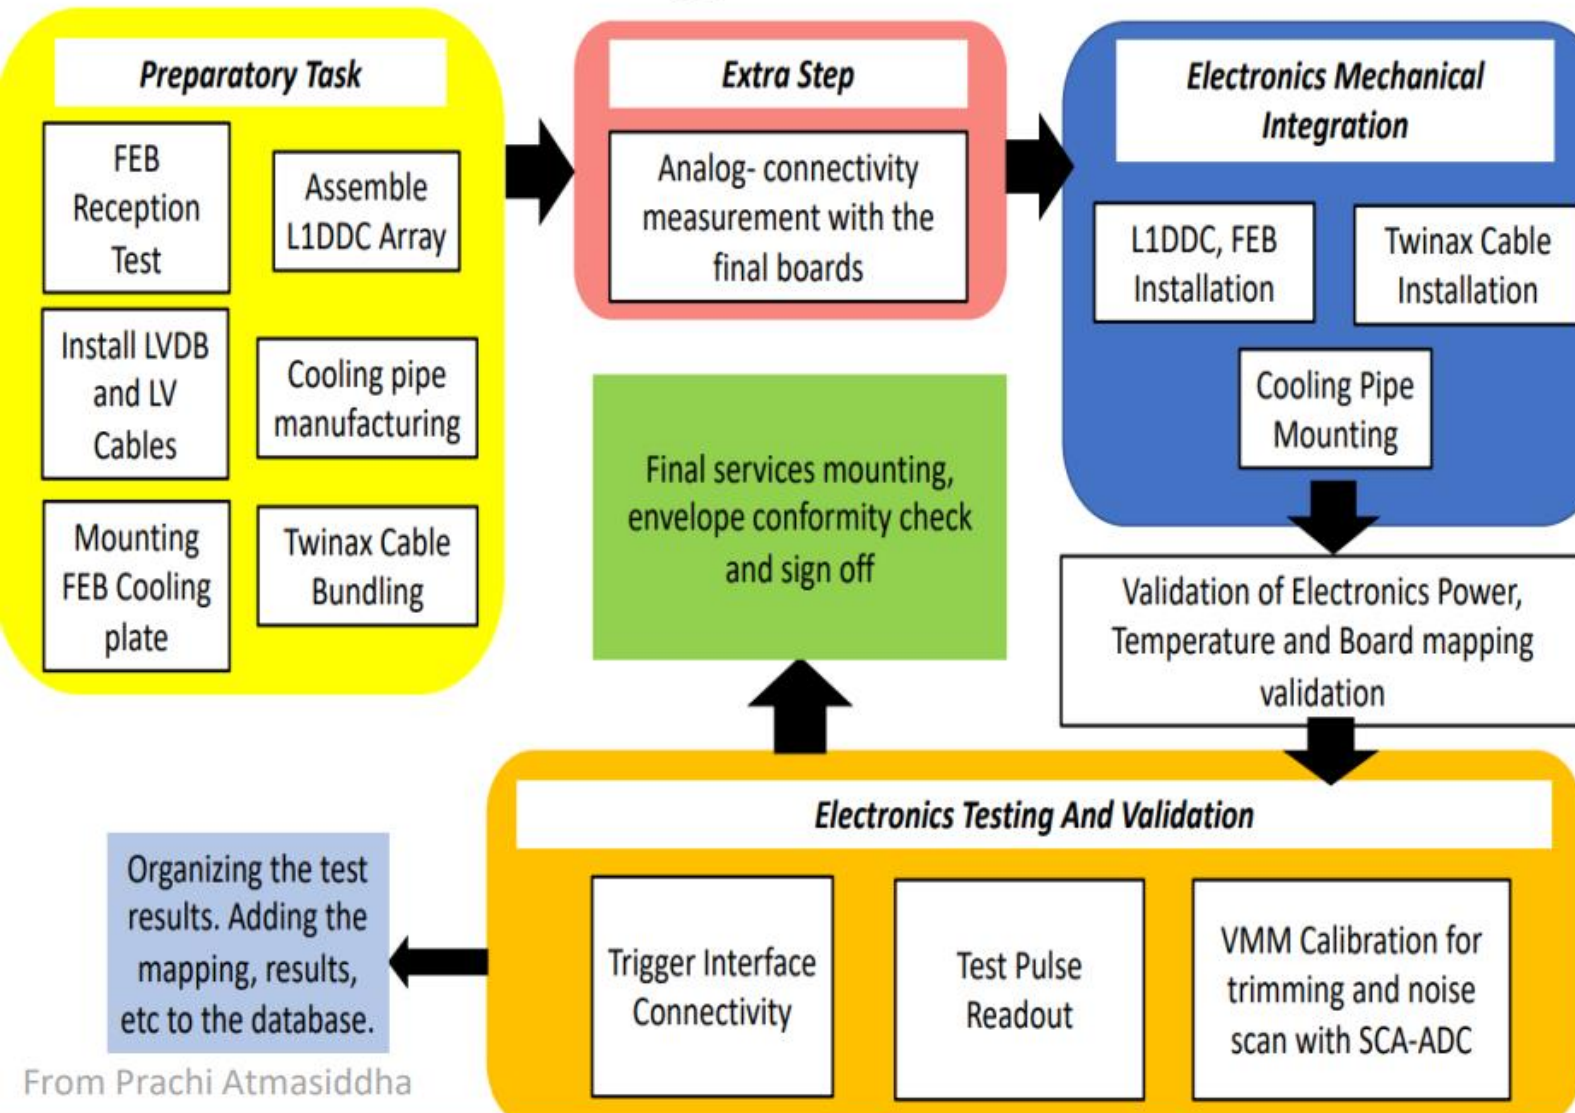 Preparatory Task
FEB
Reception
Test
Assemble
L1DDC Array
Install LVDB
and LV
Cables
Cooling pipe
manufacturing
Mounting
FEB Cooling
plate
Twinax Cable
Bundling
Extra Step
Analog- connectivity
measurement with the
final boards
Electronics Mechanical
Integration
L1DDC, FEB
Installation
Twinax Cable
Installation
Cooling Pipe
Mounting
Validation of Electronics Power,
Temperature and Board mapping
validation
Electronics Testing And Validation
Trigger Interface
Connectivity
Test Pulse
Readout
VMM Calibration for
trimming and noise
scan with SCA-ADC
Final services mounting,
envelope conformity check
and sign off
Organizing the test
results. Adding the
mapping, results,
etc to the database.
From Prachi Atmasiddha